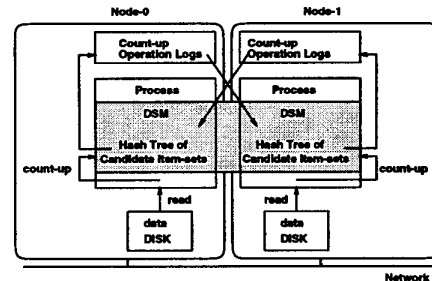 Node-0
Node-1
Count-up
Operation Logs
Count-up
Operation Logs
Process
Process
DSM
DSM
Hash Tree of
Candidate Item-sets
Hash Tree of
Candidate Item-sets
count-up
count-up
read
read
data
DISK
data
DISK
Network